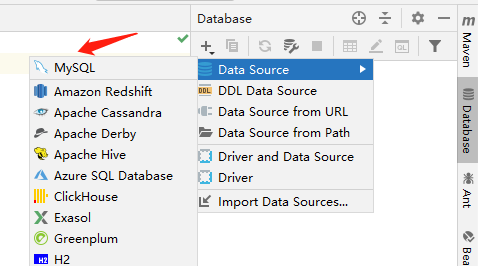 Database
MySQL
Amazon Redshift
Apache Cassandra
Apache Derby
Apache Hive
Azure SQL Database
ClickHouse
Exasol
Greenplum
H2
Data Source
DDL DDL Data Source
Data Source from URL
Data Source from Path
Driver and Data Source
Driver
Import Data Sources...
QL
m Maven
Database
Ant